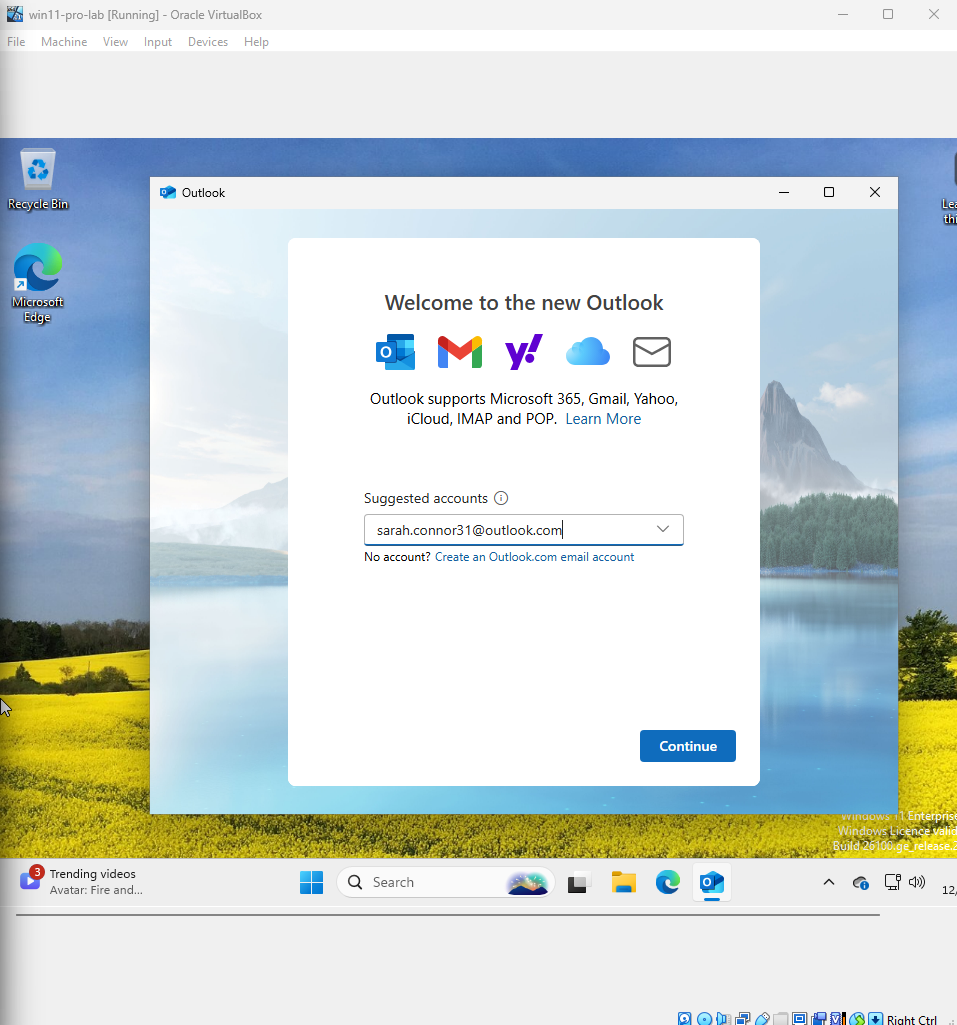 win11-pro-lab [Running] - Oracle VirtualBox
File Machine View Input Devices Help
Recycle Bin
Microsoft
Edge
Lea
thi
Outlook
Welcome to the new Outlook
Outlook supports Microsoft 365, Gmail, Yahoo,
iCloud, IMAP and POP. Learn More
Suggested accounts
sarah.connor31@outlook.com
No account? Create an Outlook.com email account
Continue
Windows 11 Enterprise
Windows Licence valid
Build 26100.ge_release.2
3
Trending videos
Avatar: Fire and...
Search
12/
Right Ctrl